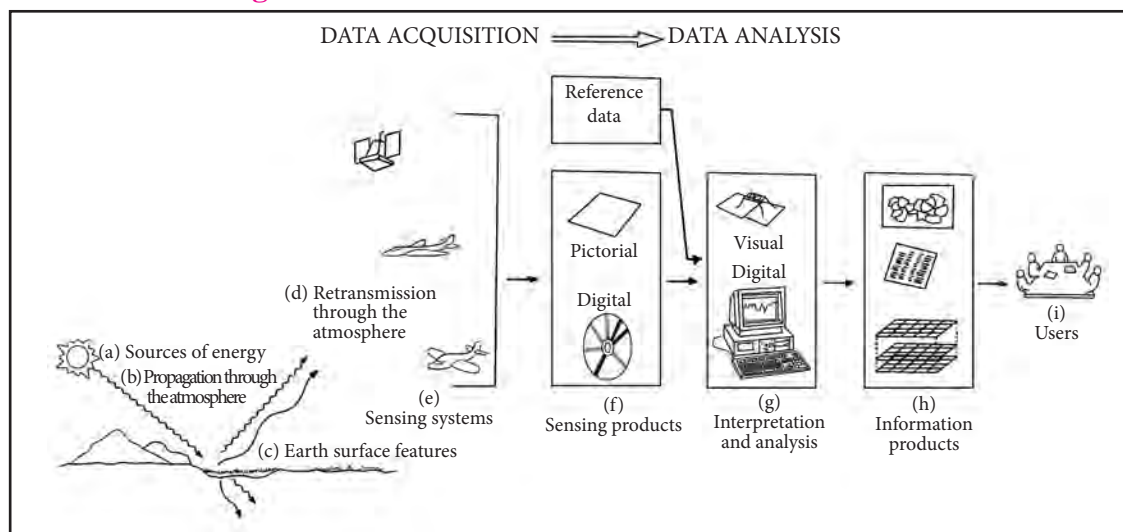 DATA ACQUISITION
DATA ANALYSIS
Reference
data
Pictorial
Digital
Visual
Digital
(a) Sources of energy
(b) Propagation through
the atmosphere
(c) Earth surface features
(d) Retransmission
through the
atmosphere
(e)
Sensing systems
(f)
Sensing products
(g)
Interpretation
and analysis
(h)
Information
products
(i)
Users